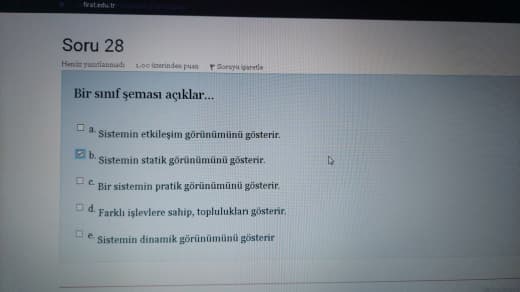 firat.edu.tr
Soru 28
Henüz yanıtlanmadı 1,00 üzerinden puan Soruyu işaretle
Bir sınıf şeması açıklar...
a. Sistemin etkileşim görünümünü gösterir.
b. Sistemin statik görünümünü gösterir.
c. Bir sistemin pratik görünümünü gösterir.
d. Farklı işlevlere sahip, toplulukları gösterir.
e. Sistemin dinamik görünümünü gösterir